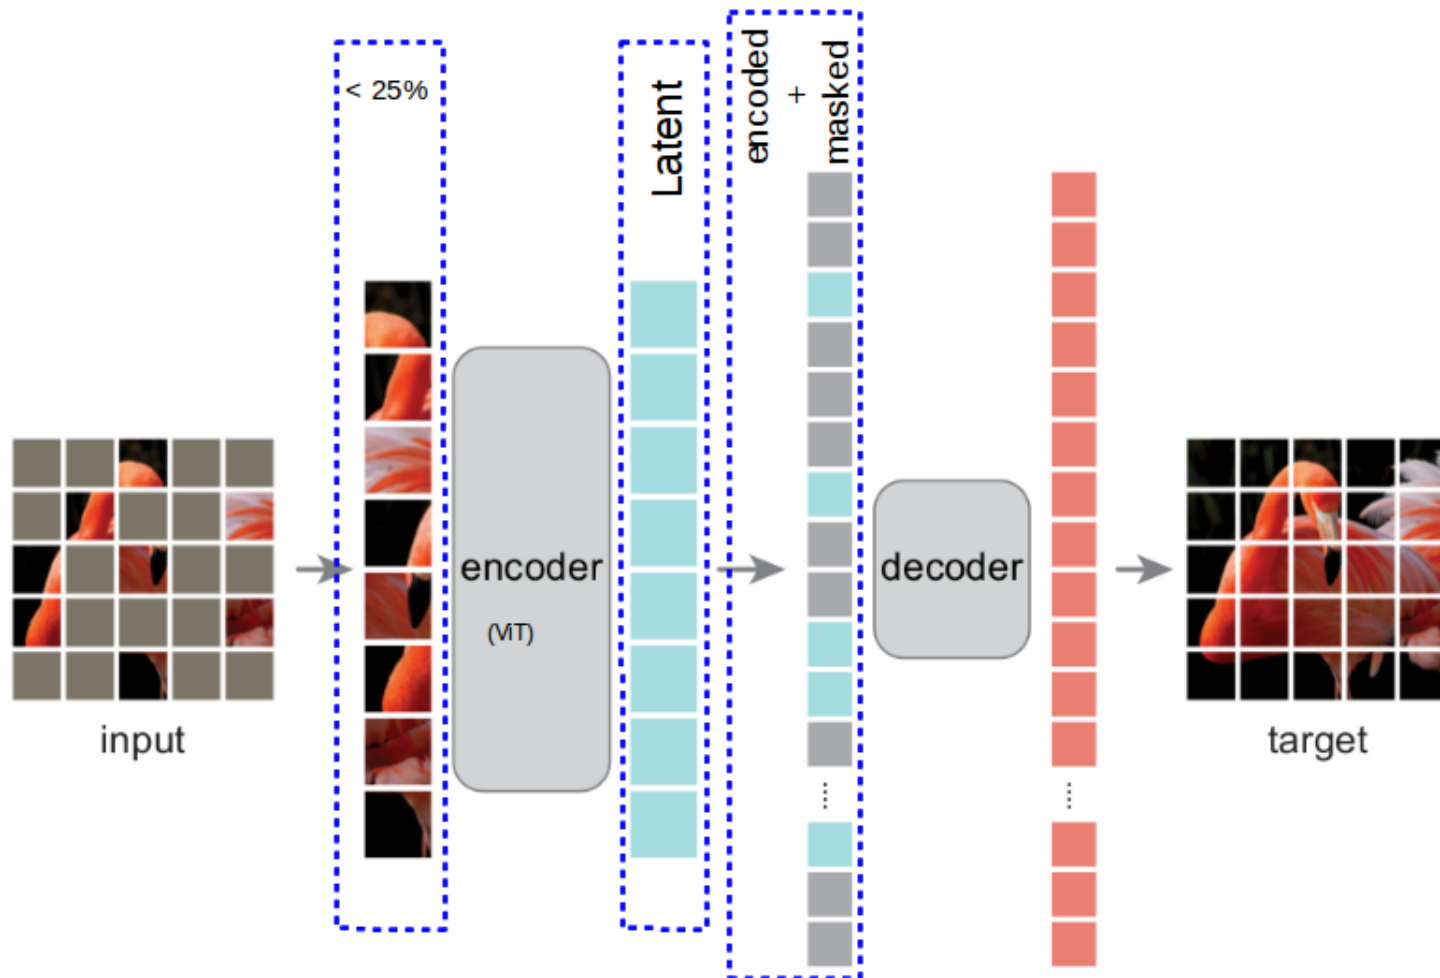 < 25%
Latent
encoded
+
masked
encoder
(ViT)
decoder
input
target